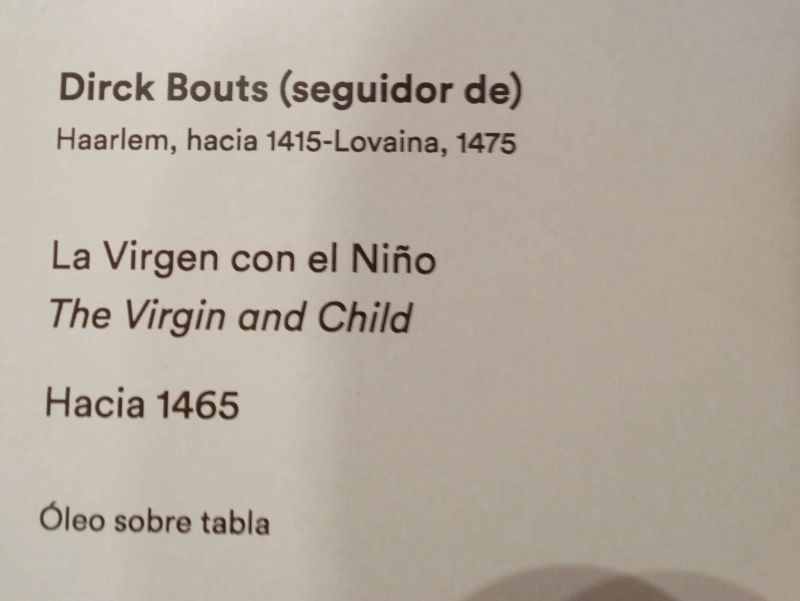 Dirck Bouts (seguidor de)
Haarlem, hacia 1415-Lovaina, 1475
La Virgen con el Niño
The Virgin and Child
Hacia 1465
Óleo sobre tabla